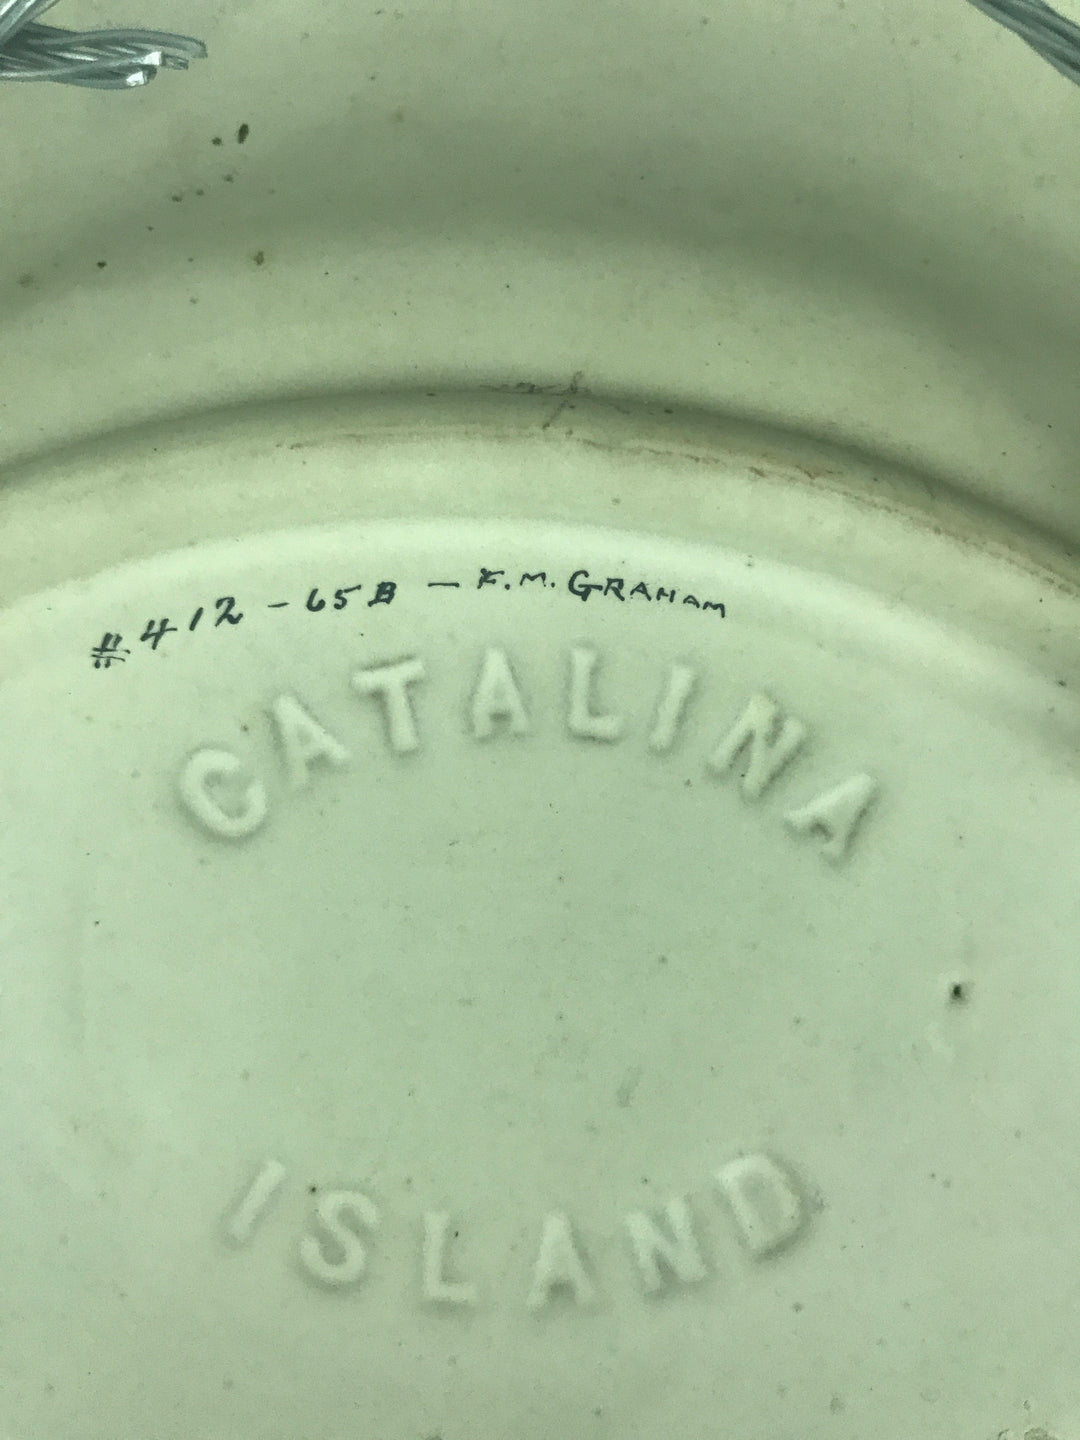 #412-65B - F.M. GRAHAM
CATALINA
ISLAND